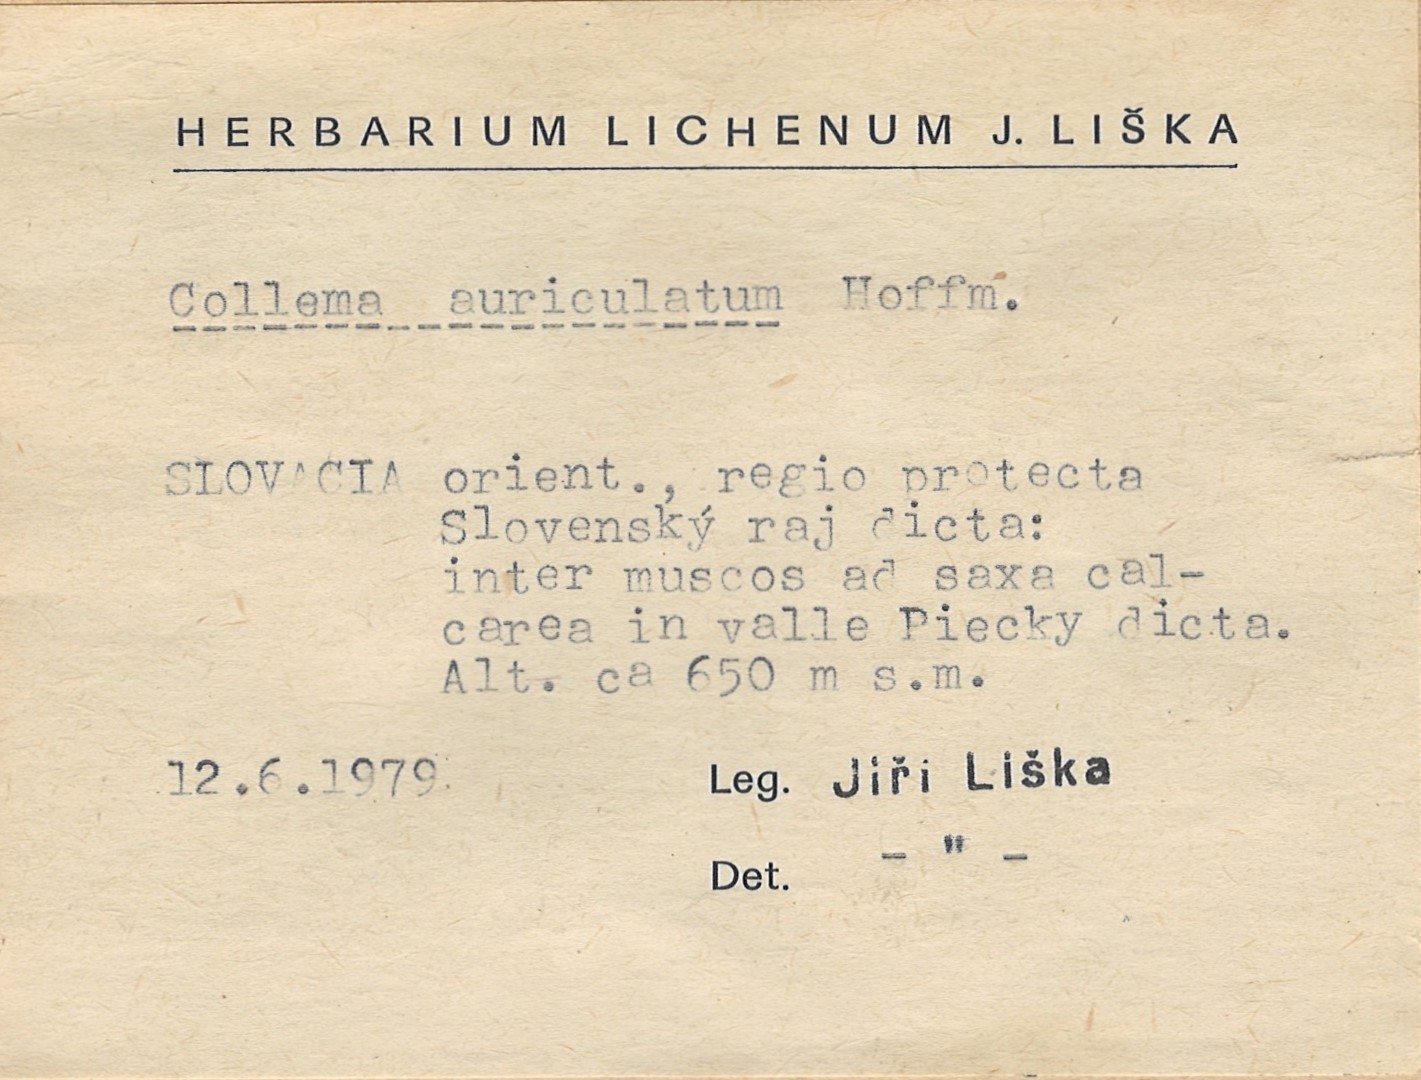 HERBARIUM LICHENUM J. LIŠKA
Collema auriculatum Hoffm.
SLOVACIA orient., regio protecta
Slovenský raj dicta:
inter muscos ad saxa cal-
carea in valle Piecky dicta.
Alt. ca 650 m s.m.
12.6.1979
Leg. Jiří Liška
Det. - " -